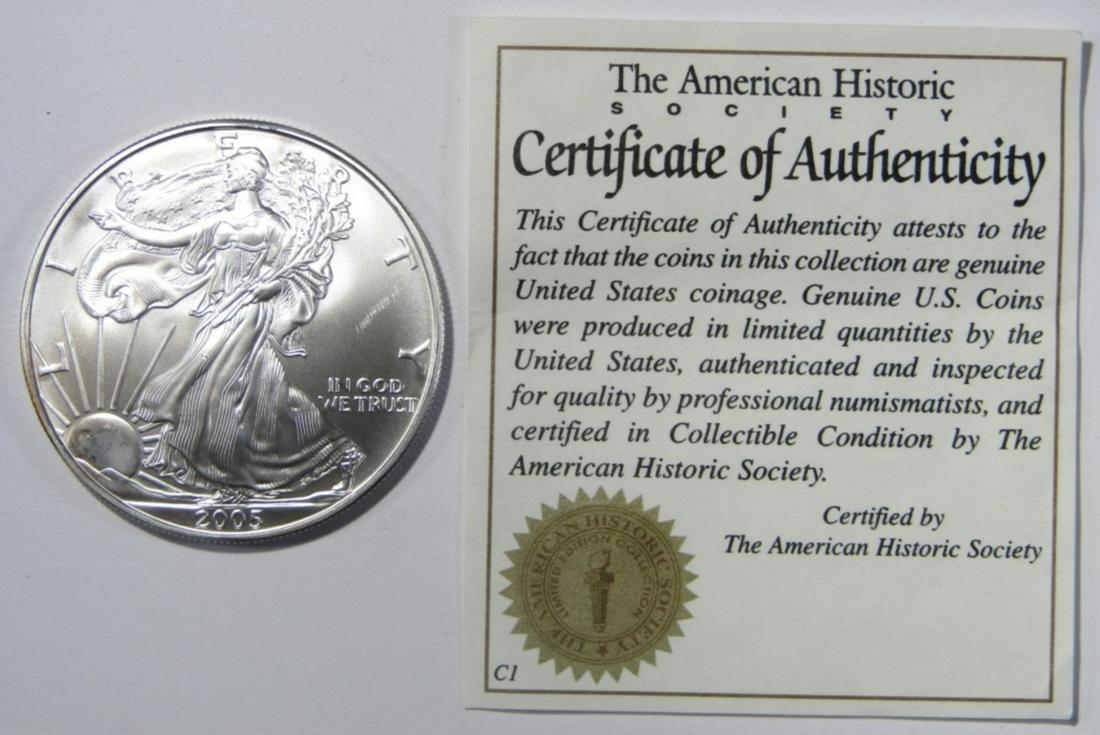 LIBERTY
IN GOD
WE TRUST
2005
The American Historic
SOCIETY
Certificate of Authenticity
This Certificate of Authenticity attests to the
fact that the coins in this collection are genuine
United States coinage. Genuine U.S. Coins
were produced in limited quantities by the
United States, authenticated and inspected
for quality by professional numismatists, and
certified in Collectible Condition by The
American Historic Society.
Certified by
The American Historic Society
THE AMERICAN HISTORIC SOCIETY
LIMITED EDITION COLLECTION
C1